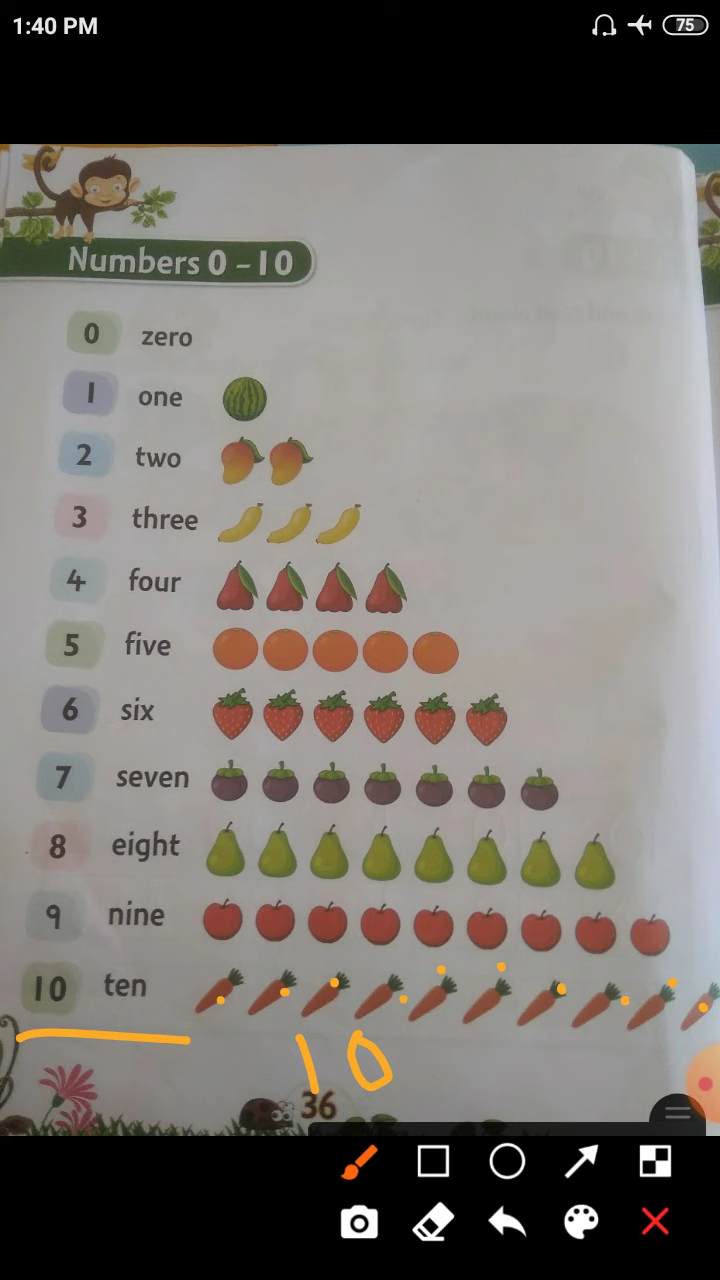 1:40 PM 75
Numbers 0 – 10
0 zero
1 one
2 two
3 three
4 four
5 five
6 six
7 seven
8 eight
9 nine
10 ten
10
36